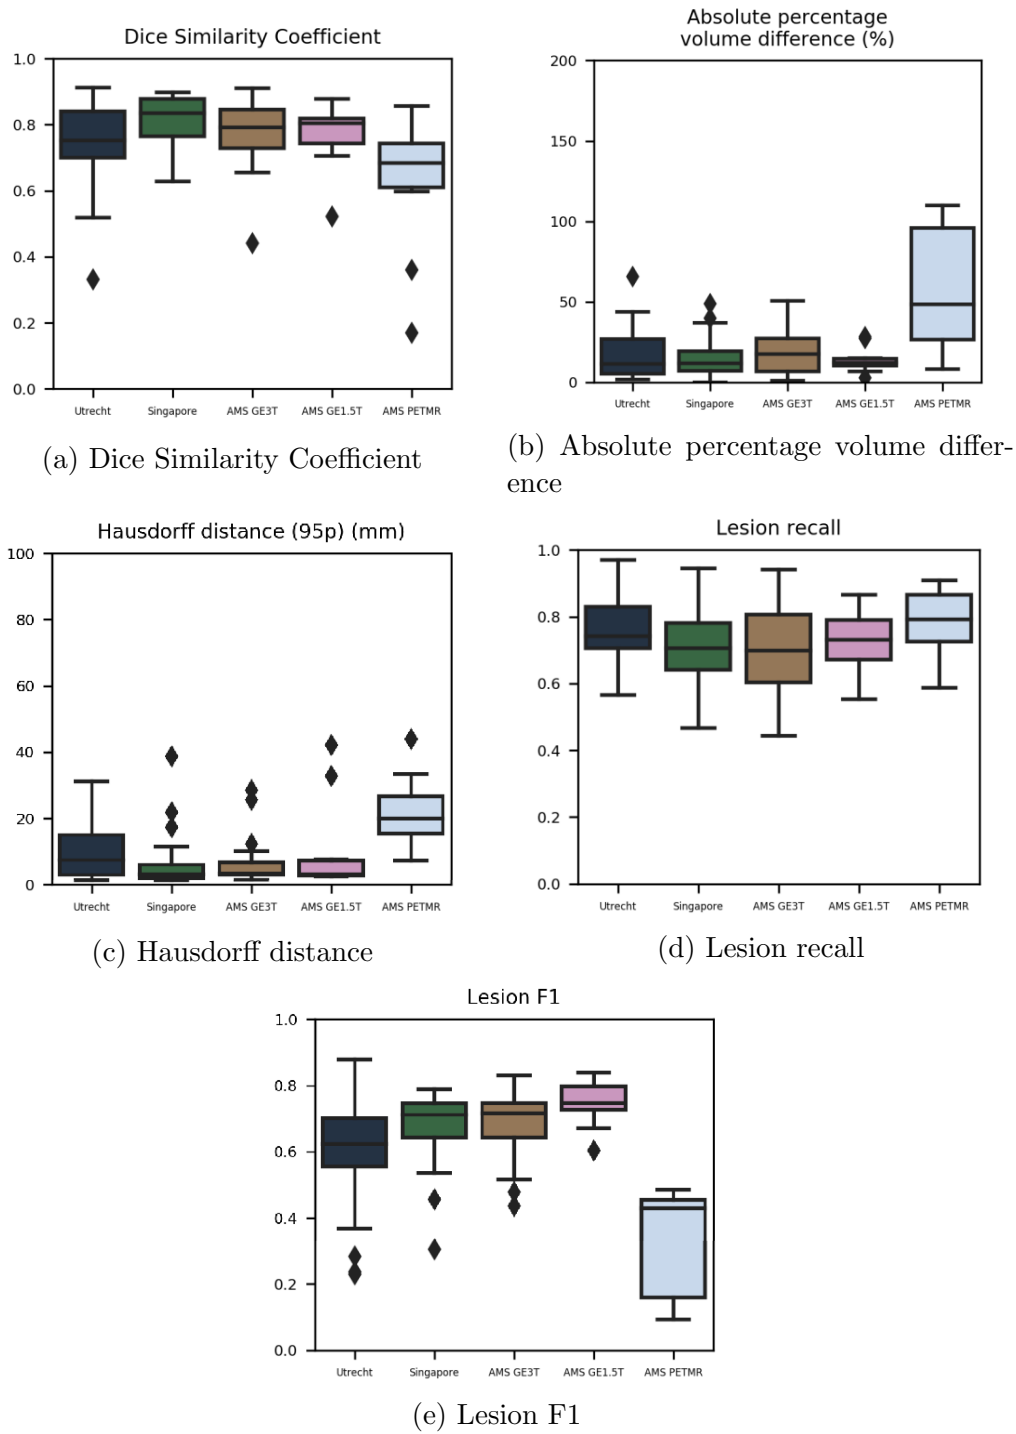 Dice Similarity Coefficient
1.0
0.8
0.6
0.4
0.2
0.0
Utrecht Singapore AMS GE3T AMS GE1.5T AMS PETMR
(a) Dice Similarity Coefficient
Absolute percentage
volume difference (%)
200
150
100
50
0
Utrecht Singapore AMS GE3T AMS GE1.5T AMS PETMR
(b) Absolute percentage volume differ-
ence
Hausdorff distance (95p) (mm)
100
80
60
40
20
0
Utrecht Singapore AMS GE3T AMS GE1.5T AMS PETMR
(c) Hausdorff distance
Lesion recall
1.0
0.8
0.6
0.4
0.2
0.0
Utrecht Singapore AMS GE3T AMS GE1.5T AMS PETMR
(d) Lesion recall
Lesion F1
1.0
0.8
0.6
0.4
0.2
0.0
Utrecht Singapore AMS GE3T AMS GE1.5T AMS PETMR
(e) Lesion F1